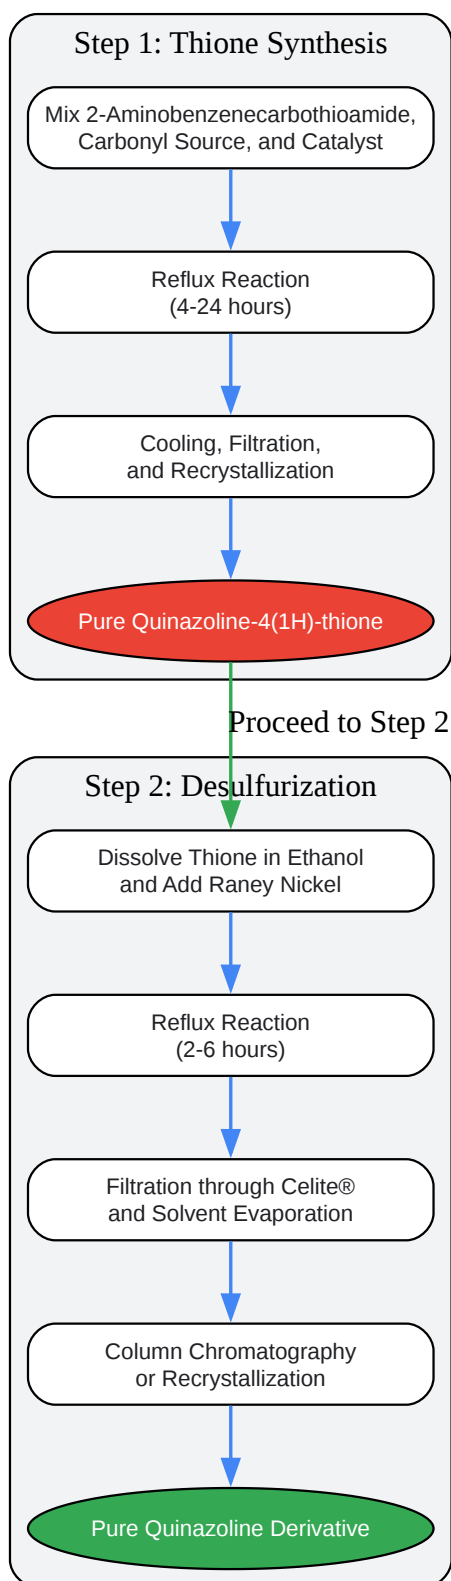 Step 1: Thione Synthesis
Mix 2-Aminobenzenecarbothioamide,
Carbonyl Source, and Catalyst
Reflux Reaction
(4-24 hours)
Cooling, Filtration,
and Recrystallization
Pure Quinazoline-4(1H)-thione
Proceed to Step 2
Step 2: Desulfurization
Dissolve Thione in Ethanol
and Add Raney Nickel
Reflux Reaction
(2-6 hours)
Filtration through Celite®
and Solvent Evaporation
Column Chromatography
or Recrystallization
Pure Quinazoline Derivative